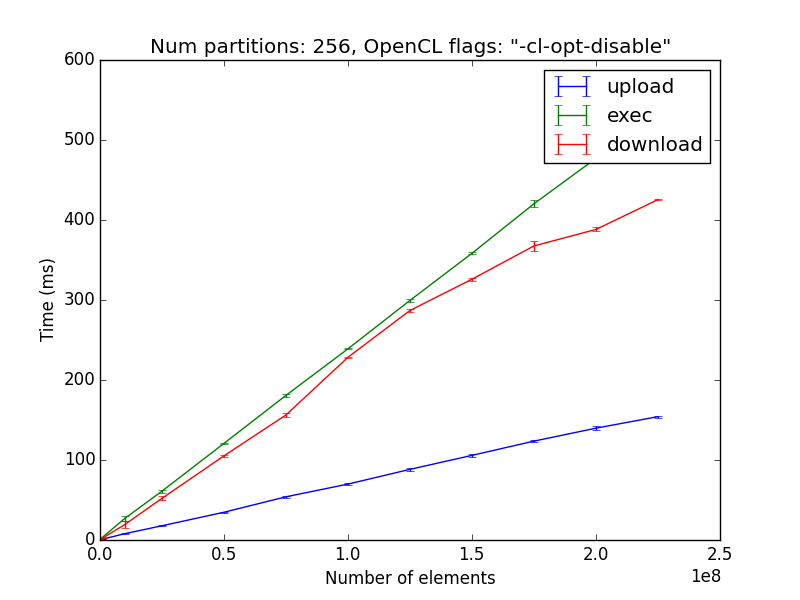 Num partitions: 256, OpenCL flags: "-cl-opt-disable"
600
500
400
300
200
100
0
Time (ms)
upload
exec
download
0.0 0.5 1.0 1.5 2.0 2.5
1e8
Number of elements